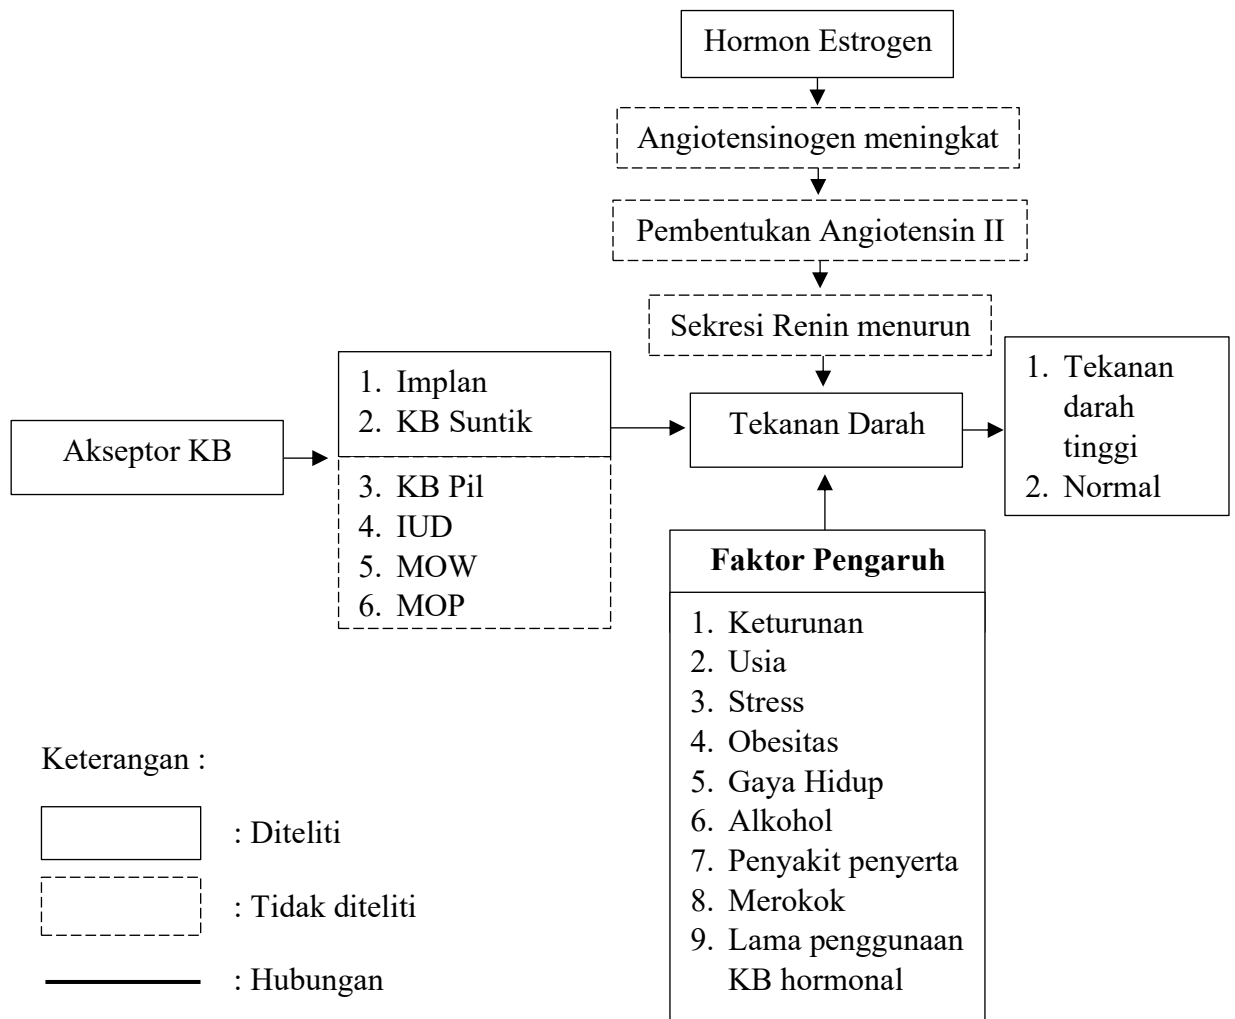 Hormon Estrogen
Angiotensinogen meningkat
Pembentukan Angiotensin II
Sekresi Renin menurun
Akseptor KB
1. Implan
2. KB Suntik
3. KB Pil
4. IUD
5. MOW
6. MOP
Tekanan Darah
1. Tekanan
darah
tinggi
2. Normal
Faktor Pengaruh
1. Keturunan
2. Usia
3. Stress
4. Obesitas
5. Gaya Hidup
6. Alkohol
7. Penyakit penyerta
8. Merokok
9. Lama penggunaan
KB hormonal
Keterangan :
: Diteliti
: Tidak diteliti
: Hubungan